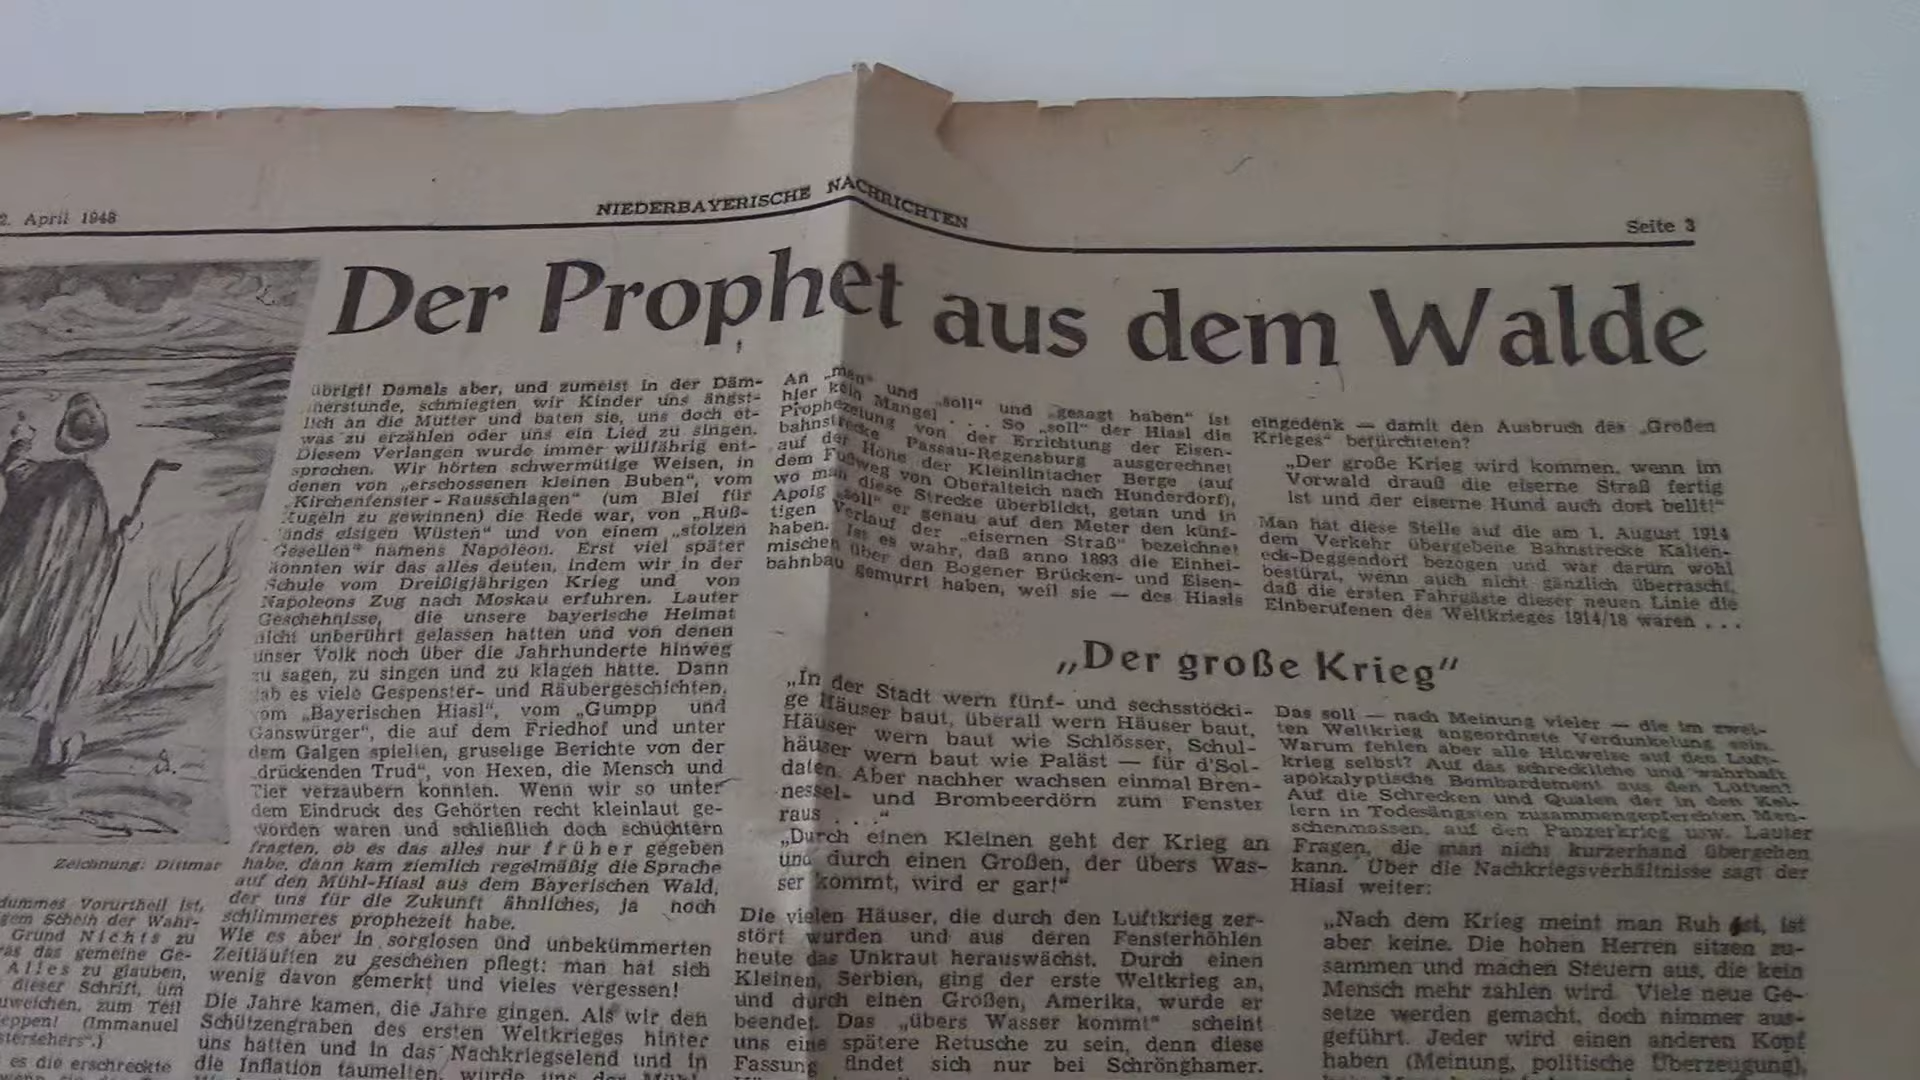 2. April 1948
NIEDERBAYERISCHE NACHRICHTEN
Seite 3
Der Prophet aus dem Walde
Zeichnung: Dittmar
dummes Vorurtheil ist,
gem Schein der Wahr-
Grund Nichts zu
das gemeine Ge-
Alles zu glauben,
dieser Schrift, um
zum Teil
(Immanuel
es die erschreckte
übrigt! Damals aber, und zumeist in der Däm-
merstunde, schmiegten wir Kinder uns ängst-
lich an die Mutter und baten sie, uns doch et-
was zu erzählen oder uns ein Lied zu singen.
Diesem Verlangen wurde immer willfährig ent-
sprochen. Wir hörten schwermütige Weisen, in
denen von „erschossenen kleinen Buben“, vom
„Kirchenfenster-Rausschlagen“ (um Blei für
Kugeln zu gewinnen) die Rede war, von „Ruß-
lands eisigen Wüsten“ und von einem „stolzen
Gesellen“ namens Napoleon. Erst viel später
konnten wir das alles deuten, indem wir in der
Schule vom Dreißigjährigen Krieg und von
Napoleons Zug nach Moskau erfuhren. Lauter
Geschehnisse, die unsere bayerische Heimat
nicht unberührt gelassen hatten und von denen
unser Volk noch über die Jahrhunderte hinweg
zu sagen, zu singen und zu klagen hatte. Dann
gab es viele Gespenster- und Räubergeschichten,
vom „Bayerischen Hiasl“, vom „Gumpp und
Ganswürger“, die auf dem Friedhof und unter
dem Galgen spielten, gruselige Berichte von der
„drückenden Trud“, von Hexen, die Mensch und
Tier verzaubern konnten. Wenn wir so unter
dem Eindruck des Gehörten recht kleinlaut ge-
worden waren und schließlich doch schüchtern
fragten, ob es das alles nur früher gegeben
habe, dann kam ziemlich regelmäßig die Sprache
auf den Mühl-Hiasl aus dem Bayerischen Wald,
der uns für die Zukunft ähnliches, ja noch
schlimmeres prophezeit habe.
Wie es aber in sorglosen und unbekümmerten
Zeitläuften zu geschehen pflegt: man hat sich
wenig davon gemerkt und vieles vergessen!
Die Jahre kamen, die Jahre gingen. Als wir den
Schützengraben des ersten Weltkrieges hinter
uns hatten und in das Nachkriegselend und in
die Inflation taumelten, wurde uns
An „man“ und „soll“ und „gesagt haben“ ist
hier kein Mangel . . . So „soll“ der Hiasl die
Prophezeiung von der Errichtung der Eisen-
bahnstrecke Passau-Regensburg ausgerechnet
auf der Höhe der Kleinlintacher Berge (auf
dem Fußweg von Oberalteich nach Hunderdorf),
wo man diese Strecke überblickt, getan und in
Apoig „soll“ er genau auf den Meter den künf-
tigen Verlauf der „eisernen Straß“ bezeichnet
haben. Ist es wahr, daß anno 1893 die Einhei-
mischen über den Bogener Brücken- und Eisen-
bahnbau gemurrt haben, weil sie — des Hiasls
eingedenk — damit den Ausbruch des „Großen
Krieges“ befürchteten?
„Der große Krieg wird kommen, wenn im
Vorwald drauß die eiserne Straß fertig
ist und der eiserne Hund auch dort bellt!“
Man hat diese Stelle auf die am 1. August 1914
dem Verkehr übergebene Bahnstrecke Kalten-
eck-Deggendorf bezogen und war darum wohl
bestürzt, wenn auch nicht gänzlich überrascht,
daß die ersten Fahrgäste dieser neuen Linie die
Einberufenen des Weltkrieges 1914/18 waren . . .
„Der große Krieg“
„In der Stadt wern fünf- und sechsstöcki-
ge Häuser baut, überall wern Häuser baut,
Häuser wern baut wie Schlösser, Schul-
häuser wern baut wie Paläst — für d'Sol-
daten. Aber nachher wachsen einmal Bren-
nessel- und Brombeerdörn zum Fenster
raus . . .“
„Durch einen Kleinen geht der Krieg an
und durch einen Großen, der übers Was-
ser kommt, wird er gar!“
Die vielen Häuser, die durch den Luftkrieg zer-
stört wurden und aus deren Fensterhöhlen
heute das Unkraut herauswächst. Durch einen
Kleinen, Serbien, ging der erste Weltkrieg an,
und durch einen Großen, Amerika, wurde er
beendet. Das „übers Wasser kommt“ scheint
uns eine spätere Retusche zu sein, denn diese
Fassung findet sich nur bei Schrönghamer.
Das soll — nach Meinung vieler — die im zwei-
ten Weltkrieg angeordnete Verdunkelung sein.
Warum fehlen aber alle Hinweise auf den Luft-
krieg selbst? Auf das schreckliche und wahrhaft
apokalyptische Bombardement aus den Lüften?
Auf die Schrecken und Qualen der in den Kel-
lern in Todesängsten zusammengepferchten Men-
schenmassen, auf den Panzerkrieg usw. Lauter
Fragen, die man nicht kurzerhand übergehen
kann. Über die Nachkriegsverhältnisse sagt der
Hiasl weiter:
„Nach dem Krieg meint man Ruh ist, ist
aber keine. Die hohen Herren sitzen zu-
sammen und machen Steuern aus, die kein
Mensch mehr zahlen wird. Viele neue Ge-
setze werden gemacht, doch nimmer aus-
geführt. Jeder wird einen anderen Kopf
haben (Meinung, politische Überzeugung),